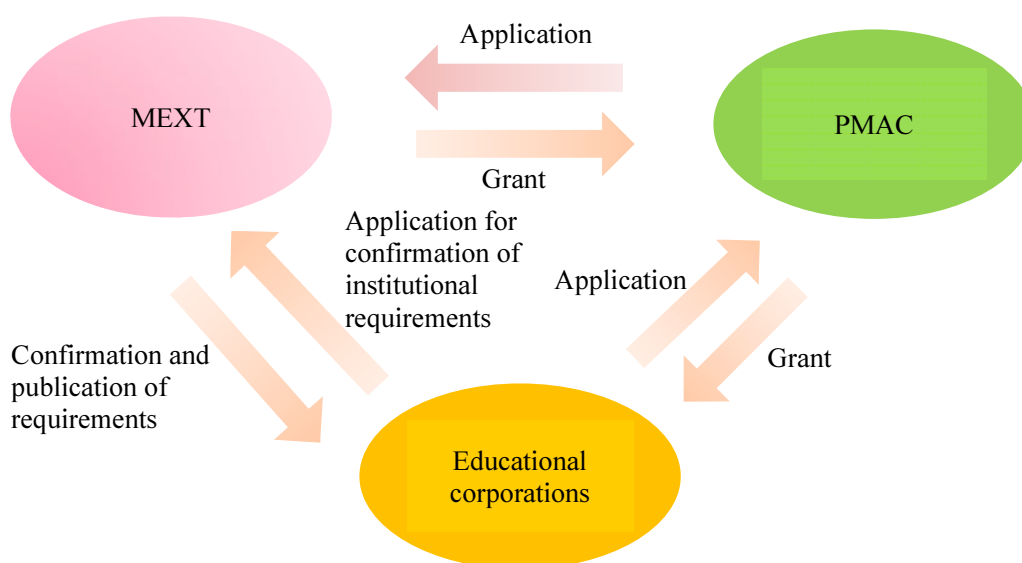 Application
MEXT
PMAC
Grant
Application for
confirmation of
institutional
requirements
Application
Confirmation and
publication of
requirements
Grant
Educational
corporations